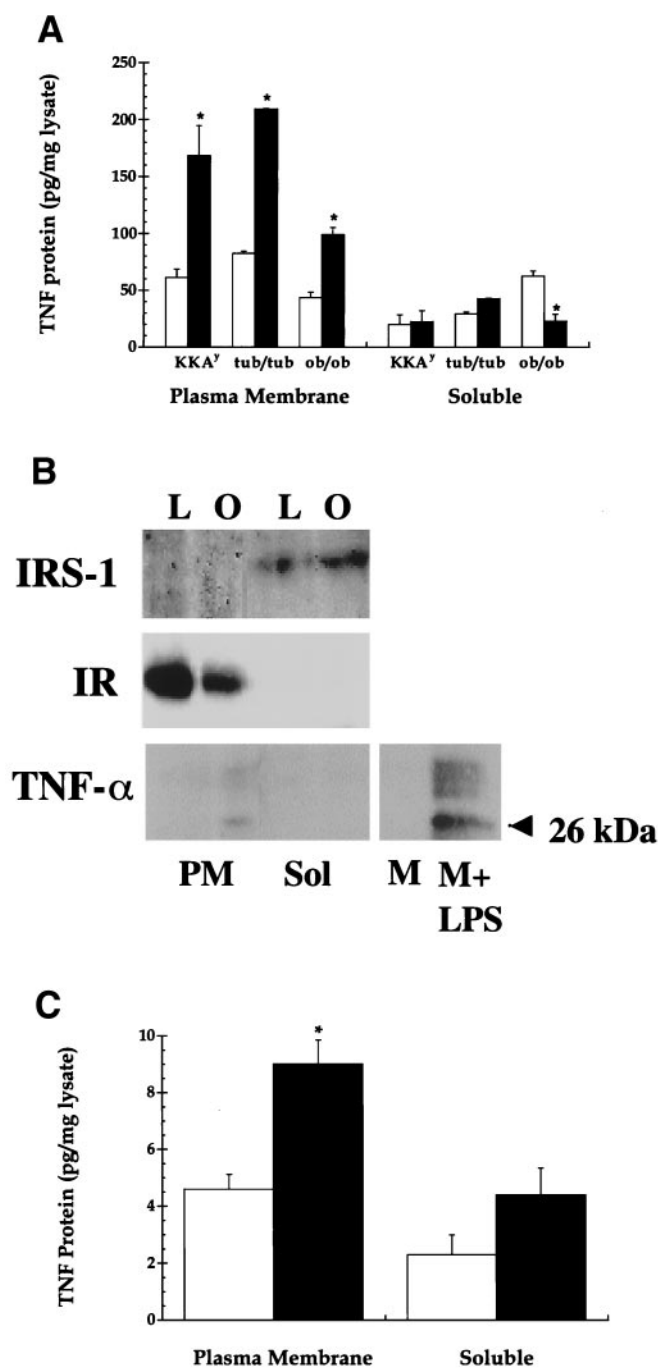 A
TNF protein (pg/mg lysate)
250
200
150
100
50
0
* * * *
KKAy tub/tub ob/ob KKAy tub/tub ob/ob
Plasma Membrane Soluble
B
L O L O
IRS-1
IR
TNF-α
26 kDa
PM Sol M M+
LPS
C
TNF Protein (pg/mg lysate)
10
8
6
4
2
0
*
Plasma Membrane Soluble